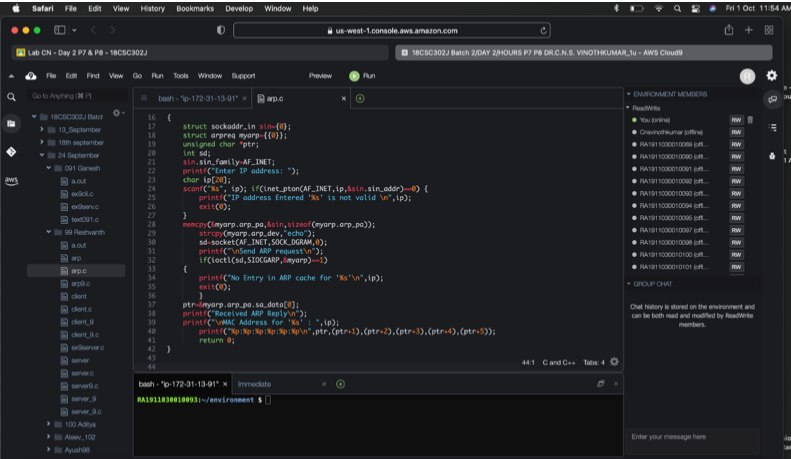 Safari File Edit View History Bookmarks Develop Window Help Fri 1 Oct 11:54 AM
us-west-1.console.aws.amazon.com
Lab CN - Day 2 P7 & P8 - 18CSC302J
18CSC302J Batch 2/DAY 2/HOURS P7 P8 DR.C.N.S. VINOTHKUMAR_1u - AWS Cloud9
File Edit Find View Go Run Tools Window Support Preview Run R
Go to Anything (⌘ P)
bash - "ip-172-31-13-91" ×
arp.c ×
18CSC302J Batch
13_September
18th september
24 September
091 Ganesh
a.out
ex9cli.c
ex9serv.c
text091.c
99 Reshvanth
a.out
arp
arp.c
arp9.c
client
client.c
client_9
client_9.c
ex9server.c
server
server.c
server9.c
server_9
server_9.c
100 Aditya
Ateev_102
Ayush98
aws
16 {
17 struct sockaddr_in sin={0};
18 struct arpreq myarp={{0}};
19 unsigned char *ptr;
20 int sd;
21 sin.sin_family=AF_INET;
22 printf("Enter IP address: ");
23 char ip[20];
24 scanf("%s", ip); if(inet_pton(AF_INET,ip,&sin.sin_addr)==0) {
25 printf("IP address Entered '%s' is not valid \n",ip);
26 exit(0);
27 }
28 memcpy(&myarp.arp_pa,&sin,sizeof(myarp.arp_pa));
29 strcpy(myarp.arp_dev,"echo");
30 sd=socket(AF_INET,SOCK_DGRAM,0);
31 printf("\nSend ARP request\n");
32 if(ioctl(sd,SIOCGARP,&myarp)==1)
33 {
34 printf("No Entry in ARP cache for '%s'\n",ip);
35 exit(0);
36 }
37 ptr=&myarp.arp_pa.sa_data[0];
38 printf("Received ARP Reply\n");
39 printf("\nMAC Address for '%s' : ",ip);
40 printf("%p:%p:%p:%p:%p:%p\n",ptr,(ptr+1),(ptr+2),(ptr+3),(ptr+4),(ptr+5));
41 return 0;
42 }
43
44
44:1 C and C++ Tabs: 4
bash - "ip-172-31-13-91" × Immediate ×
RA1911030010093:~/environment $
ENVIRONMENT MEMBERS
ReadWrite
You (online) RW
Cnsvinothkumar (offline) RW
RA1911030010069 (offl... RW
RA1911030010090 (offl... RW
RA1911030010091 (offl... RW
RA1911030010092 (offl... RW
RA1911030010094 (offl... RW
RA1911030010095 (offl... RW
RA1911030010097 (offl... RW
RA1911030010098 (offl... RW
RA1911030010100 (offl... RW
RA1911030010101 (offl... RW
GROUP CHAT
Chat history is stored on the environment and
can be both read and modified by ReadWrite
members.
Enter your message here